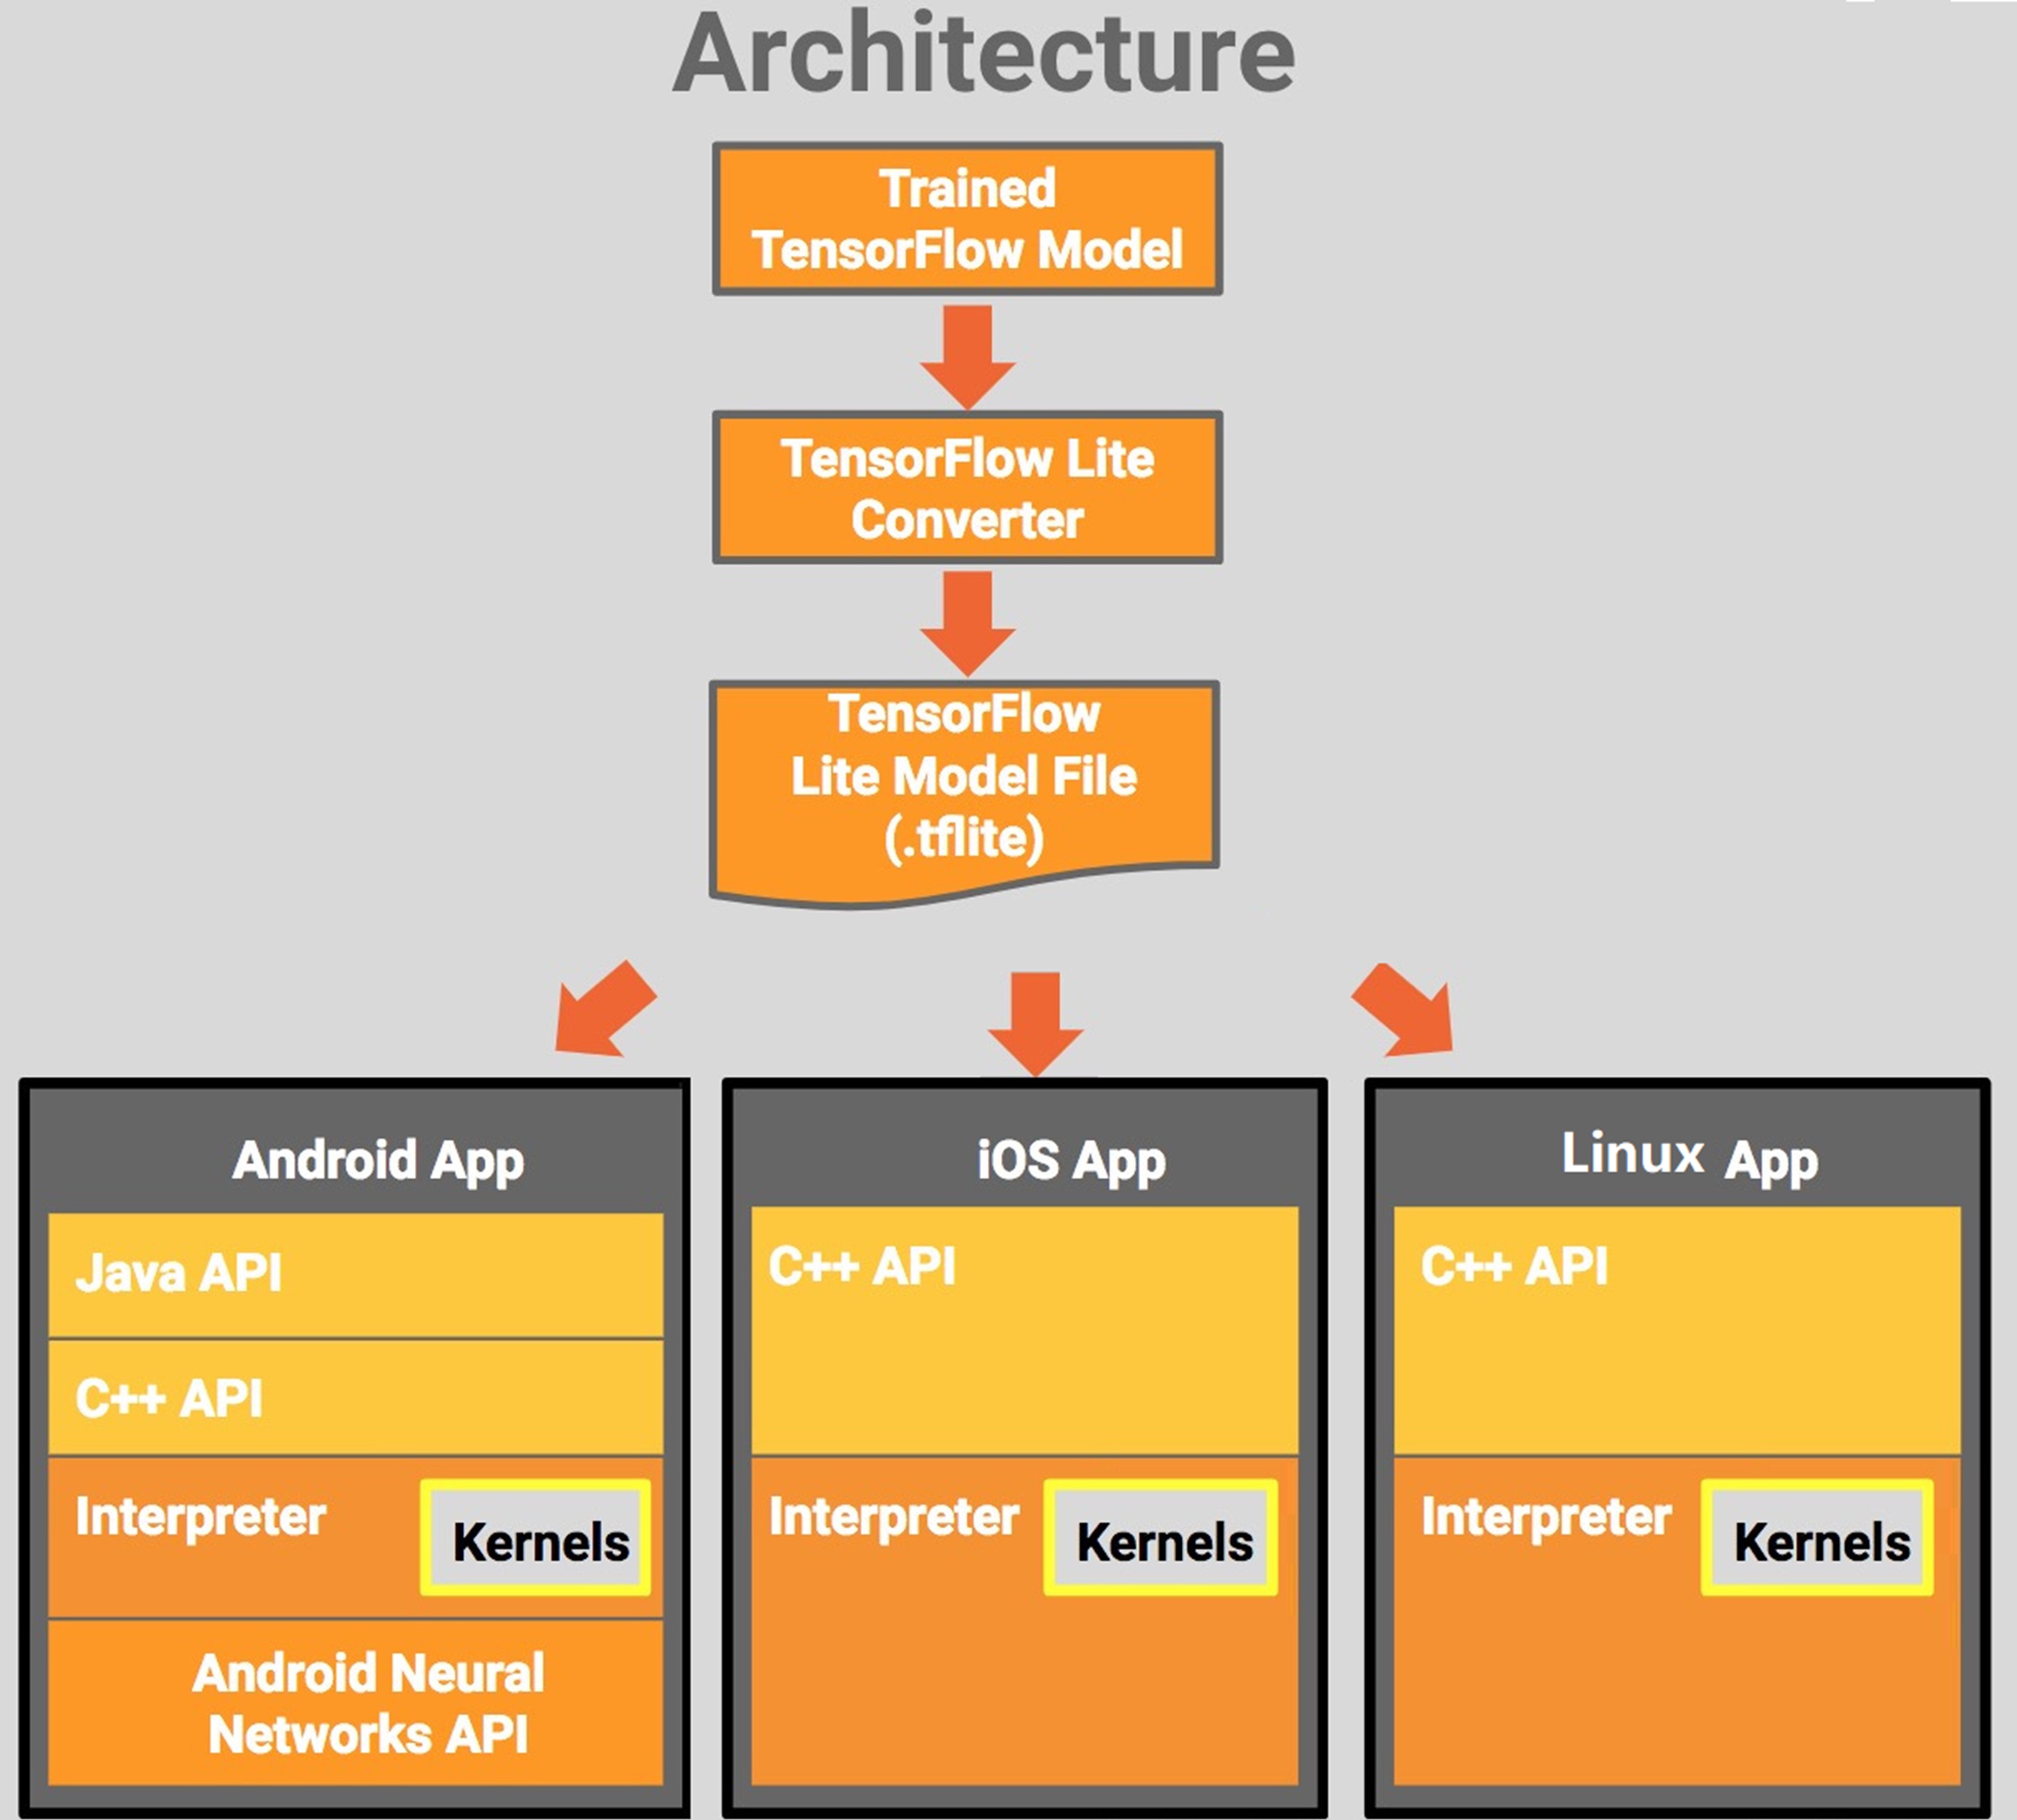 Architecture
Trained
TensorFlow Model
TensorFlow Lite
Converter
TensorFlow
Lite Model File
(.tflite)
Android App
Java API
C++ API
Interpreter
Kernels
Android Neural
Networks API
iOS App
C++ API
Interpreter
Kernels
Linux App
C++ API
Interpreter
Kernels